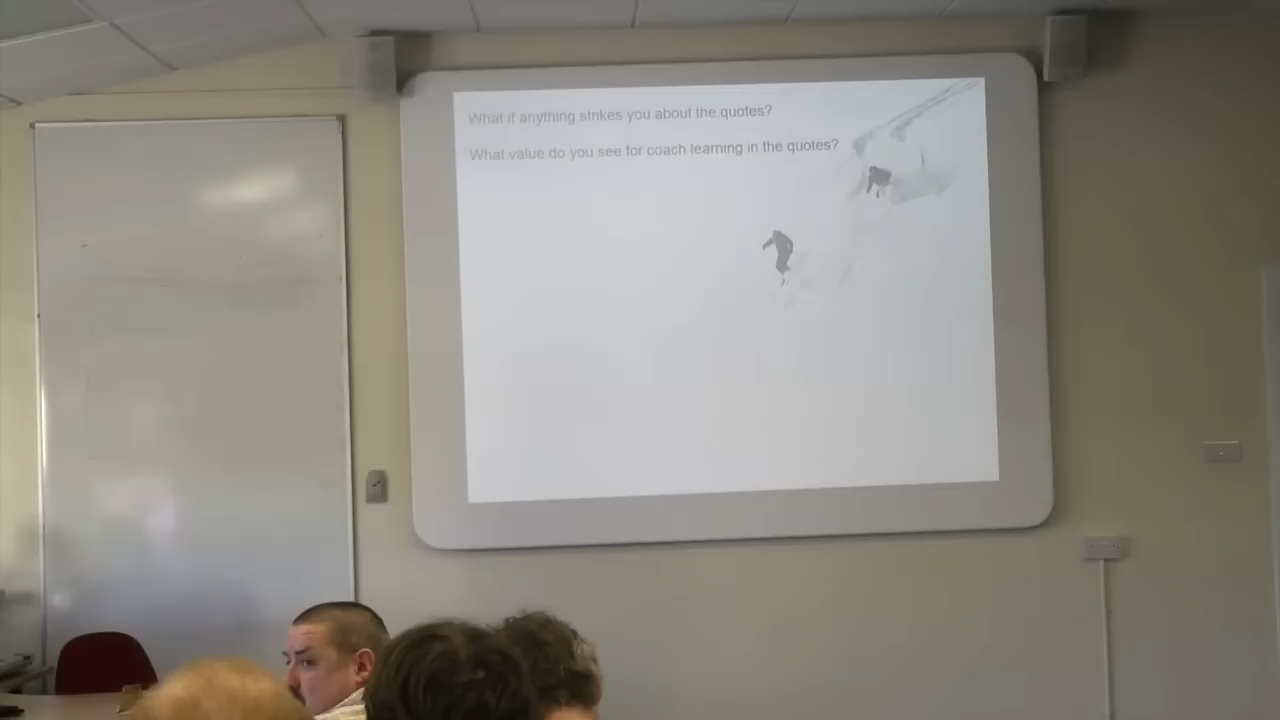 What if anything strikes you about the quotes?
What value do you see for coach learning in the quotes?